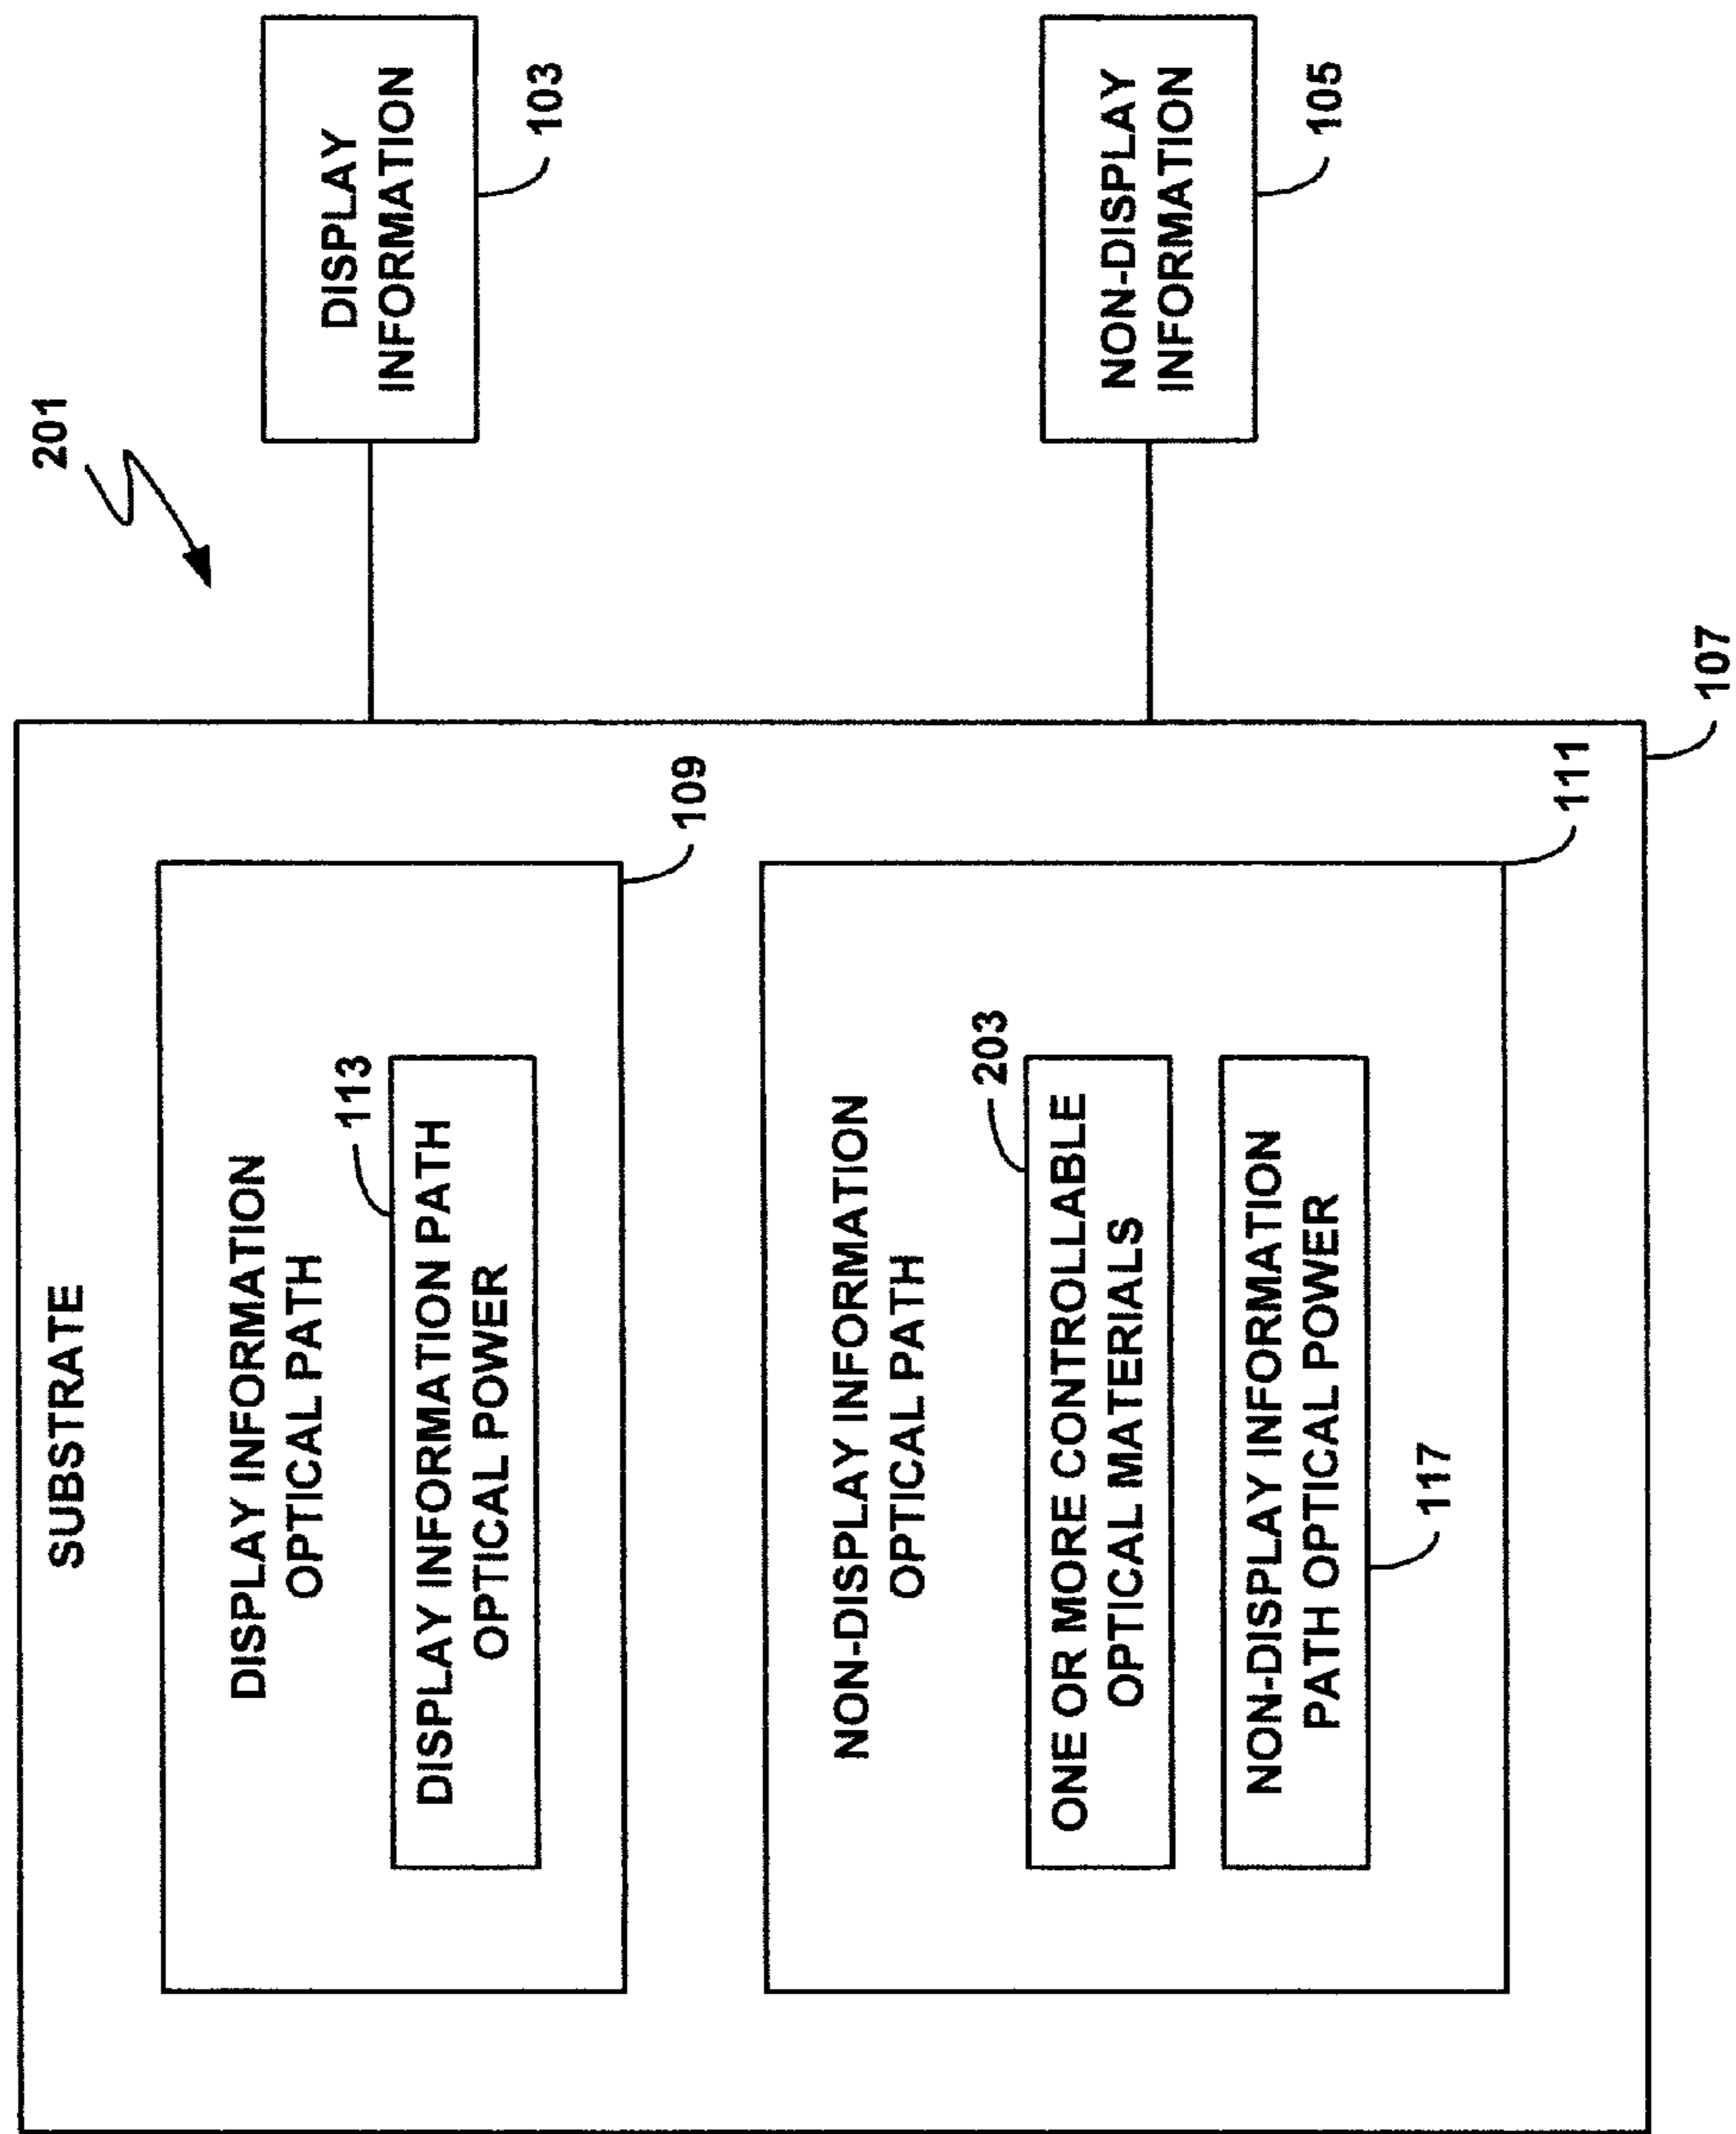 201
SUBSTRATE
DISPLAY INFORMATION
OPTICAL PATH
113
DISPLAY INFORMATION PATH
OPTICAL POWER
109
NON-DISPLAY INFORMATION
OPTICAL PATH
203
ONE OR MORE CONTROLLABLE
OPTICAL MATERIALS
NON-DISPLAY INFORMATION
PATH OPTICAL POWER
117
111
107
DISPLAY
INFORMATION
103
NON-DISPLAY
INFORMATION
105